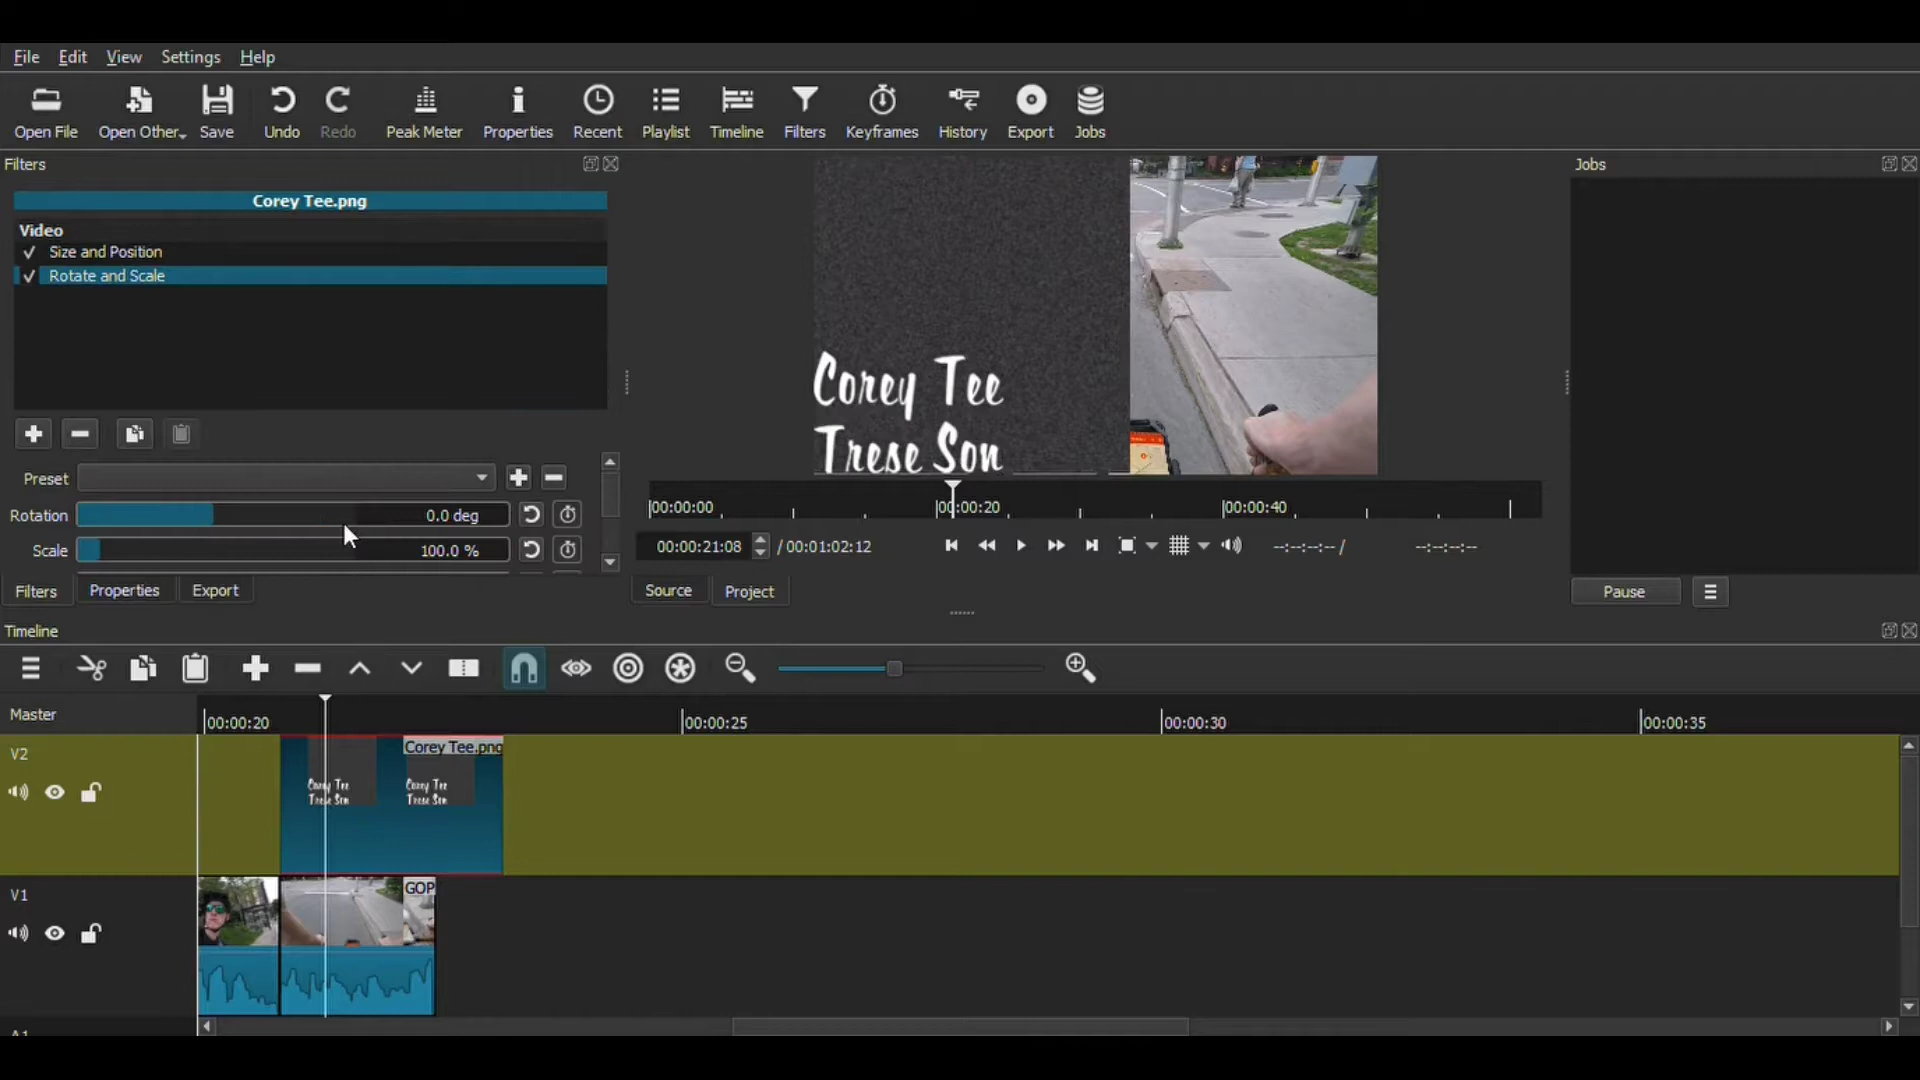 File Edit View Settings Help
Open File Open Other Save Undo Redo Peak Meter Properties Recent Playlist Timeline Filters Keyframes History Export Jobs
Filters
Jobs
Corey Tee.png
Video
✓ Size and Position
✓ Rotate and Scale
Corey Tee
Trese Son
Preset
Rotation 0.0 deg
Scale 100.0 %
00:00:00 00:00:20 00:00:40
00:00:21:08 / 00:01:02:12 --:--:--:-- / --:--:--:--
Filters Properties Export
Source Project
Pause
Timeline
Master
00:00:20 00:00:25 00:00:30 00:00:35
V2
Corey Tee.png
Corey Tee
Trese Son
Corey Tee
Trese Son
V1
GOP